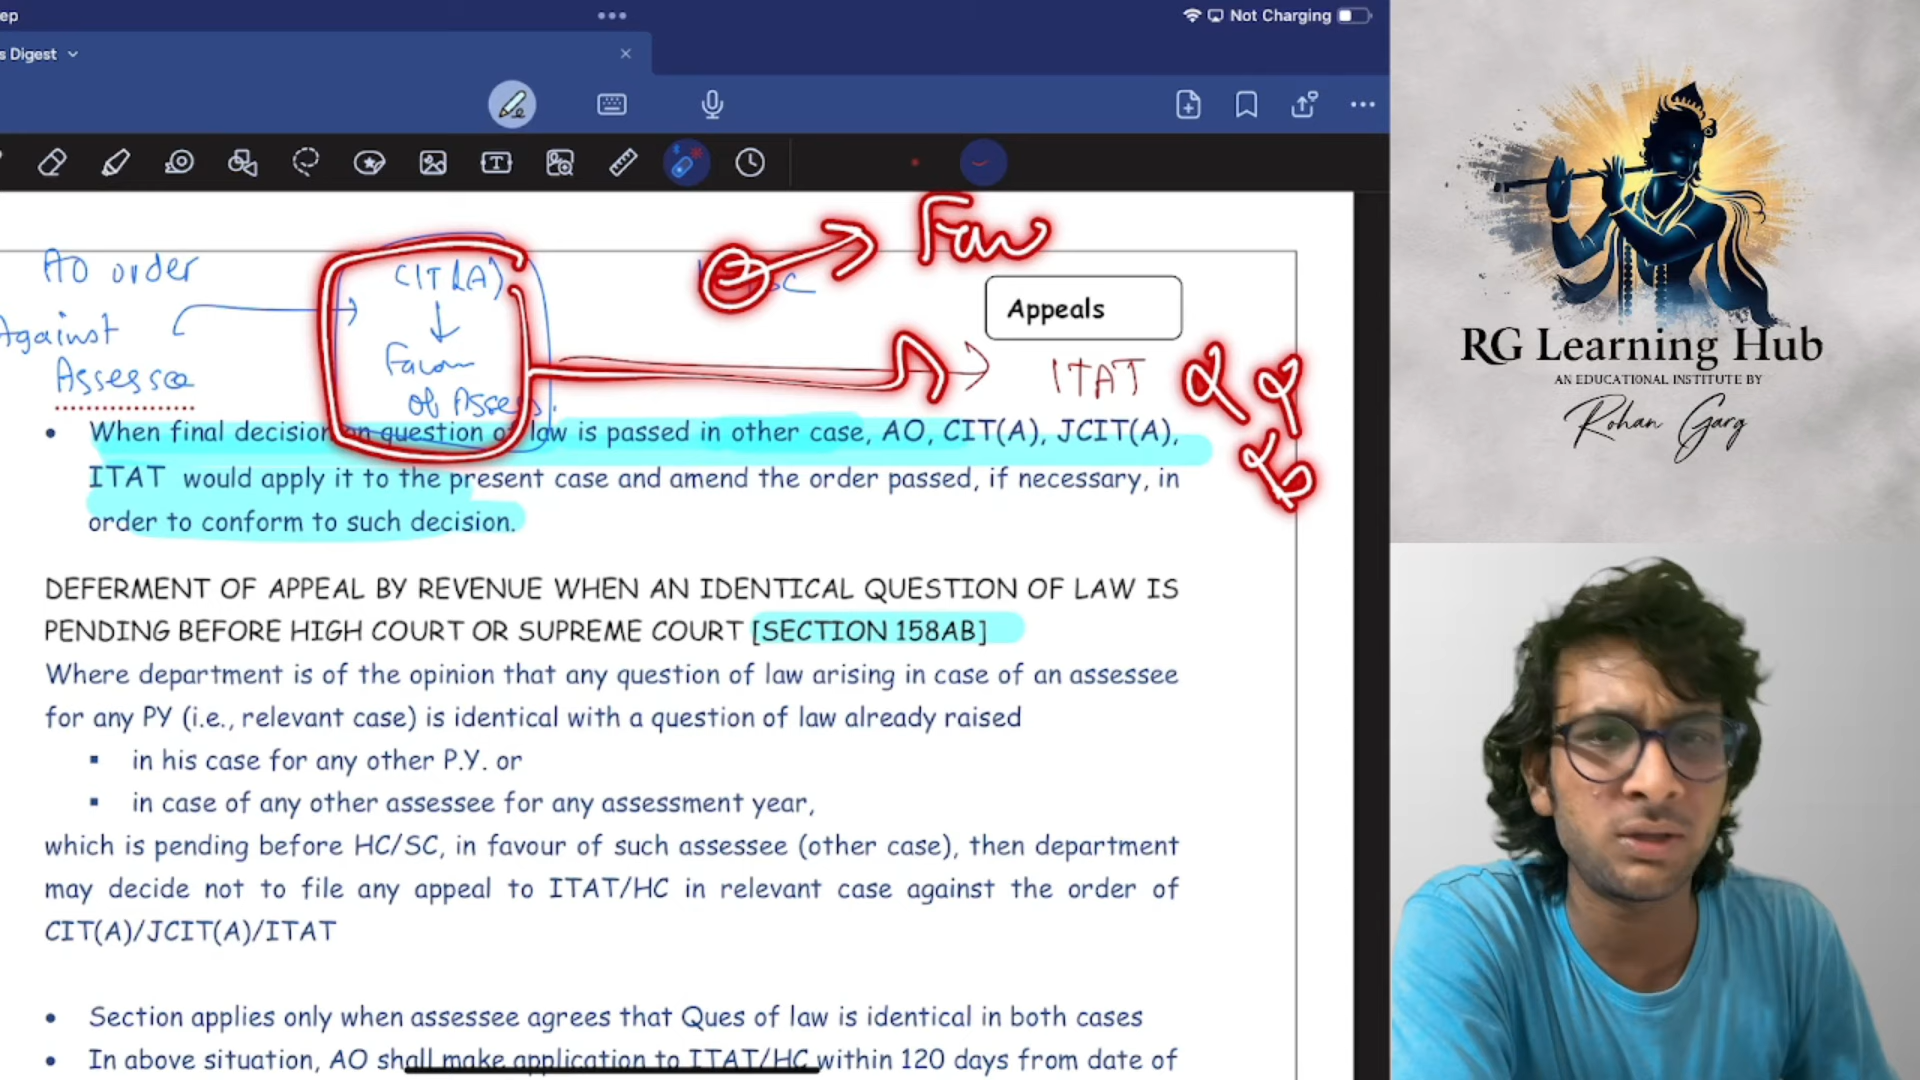 ep
Not Charging
s Digest
AO order
CIT(A)
Fav
SC
Against
Appeals
Favour
ITAT
Assessee
of Asses.
• When final decision on question of law is passed in other case, AO, CIT(A), JCIT(A),
ITAT would apply it to the present case and amend the order passed, if necessary, in
order to conform to such decision.
DEFERMENT OF APPEAL BY REVENUE WHEN AN IDENTICAL QUESTION OF LAW IS
PENDING BEFORE HIGH COURT OR SUPREME COURT [SECTION 158AB]
Where department is of the opinion that any question of law arising in case of an assessee
for any PY (i.e., relevant case) is identical with a question of law already raised
▪ in his case for any other P.Y. or
▪ in case of any other assessee for any assessment year,
which is pending before HC/SC, in favour of such assessee (other case), then department
may decide not to file any appeal to ITAT/HC in relevant case against the order of
CIT(A)/JCIT(A)/ITAT
• Section applies only when assessee agrees that Ques of law is identical in both cases
• In above situation, AO shall make application to ITAT/HC within 120 days from date of
RG Learning Hub
AN EDUCATIONAL INSTITUTE BY
Rohan Garg